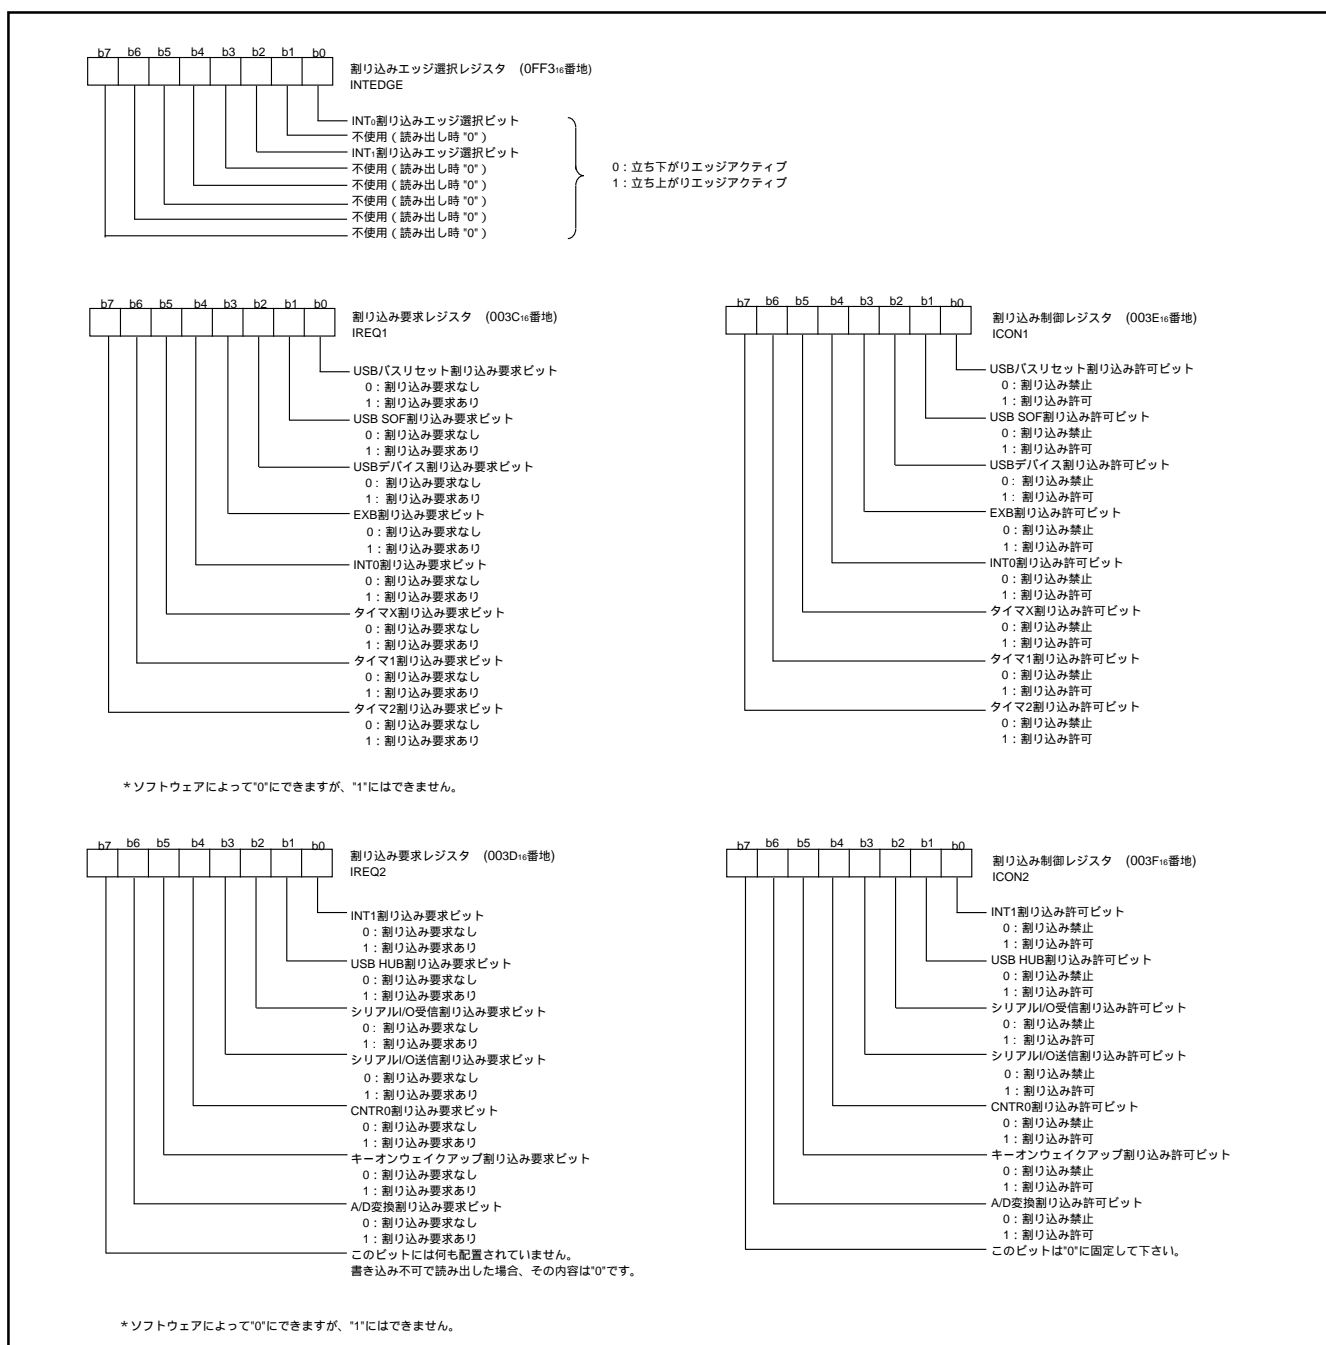 b7 b6 b5 b4 b3 b2 b1 b0
割り込みエッジ選択レジスタ (0FF3₁₆番地)
INTEDGE
INT₀割り込みエッジ選択ビット
不使用(読み出し時 "0")
INT₁割り込みエッジ選択ビット
不使用(読み出し時 "0")
不使用(読み出し時 "0")
不使用(読み出し時 "0")
不使用(読み出し時 "0")
不使用(読み出し時 "0")
0:立ち下がりエッジアクティブ
1:立ち上がりエッジアクティブ
b7 b6 b5 b4 b3 b2 b1 b0
割り込み要求レジスタ (003C₁₆番地)
IREQ1
USBバスリセット割り込み要求ビット
0:割り込み要求なし
1:割り込み要求あり
USB SOF割り込み要求ビット
0:割り込み要求なし
1:割り込み要求あり
USBデバイス割り込み要求ビット
0: 割り込み要求なし
1: 割り込み要求あり
EXB割り込み要求ビット
0:割り込み要求なし
1:割り込み要求あり
INT0割り込み要求ビット
0:割り込み要求なし
1:割り込み要求あり
タイマX割り込み要求ビット
0:割り込み要求なし
1:割り込み要求あり
タイマ1割り込み要求ビット
0:割り込み要求なし
1:割り込み要求あり
タイマ2割り込み要求ビット
0:割り込み要求なし
1:割り込み要求あり
*ソフトウェアによって"0"にできますが、"1"にはできません。
b7 b6 b5 b4 b3 b2 b1 b0
割り込み制御レジスタ (003E₁₆番地)
ICON1
USBバスリセット割り込み許可ビット
0:割り込み禁止
1:割り込み許可
USB SOF割り込み許可ビット
0:割り込み禁止
1:割り込み許可
USBデバイス割り込み許可ビット
0: 割り込み禁止
1: 割り込み許可
EXB割り込み許可ビット
0:割り込み禁止
1:割り込み許可
INT0割り込み許可ビット
0:割り込み禁止
1:割り込み許可
タイマX割り込み許可ビット
0:割り込み禁止
1:割り込み許可
タイマ1割り込み許可ビット
0:割り込み禁止
1:割り込み許可
タイマ2割り込み許可ビット
0:割り込み禁止
1:割り込み許可
b7 b6 b5 b4 b3 b2 b1 b0
割り込み要求レジスタ (003D₁₆番地)
IREQ2
INT1割り込み要求ビット
0:割り込み要求なし
1:割り込み要求あり
USB HUB割り込み要求ビット
0:割り込み要求なし
1:割り込み要求あり
シリアルI/O受信割り込み要求ビット
0: 割り込み要求なし
1: 割り込み要求あり
シリアルI/O送信割り込み要求ビット
0:割り込み要求なし
1:割り込み要求あり
CNTR0割り込み要求ビット
0:割り込み要求なし
1:割り込み要求あり
キーオンウェイクアップ割り込み要求ビット
0:割り込み要求なし
1:割り込み要求あり
A/D変換割り込み要求ビット
0:割り込み要求なし
1:割り込み要求あり
このビットには何も配置されていません。
書き込み不可で読み出した場合、その内容は"0"です。
*ソフトウェアによって"0"にできますが、"1"にはできません。
b7 b6 b5 b4 b3 b2 b1 b0
割り込み制御レジスタ (003F₁₆番地)
ICON2
INT1割り込み許可ビット
0:割り込み禁止
1:割り込み許可
USB HUB割り込み許可ビット
0:割り込み禁止
1:割り込み許可
シリアルI/O受信割り込み許可ビット
0: 割り込み禁止
1: 割り込み許可
シリアルI/O送信割り込み許可ビット
0:割り込み禁止
1:割り込み許可
CNTR0割り込み許可ビット
0:割り込み禁止
1:割り込み許可
キーオンウェイクアップ割り込み許可ビット
0:割り込み禁止
1:割り込み許可
A/D変換割り込み許可ビット
0:割り込み禁止
1:割り込み許可
このビットは"0"に固定して下さい。